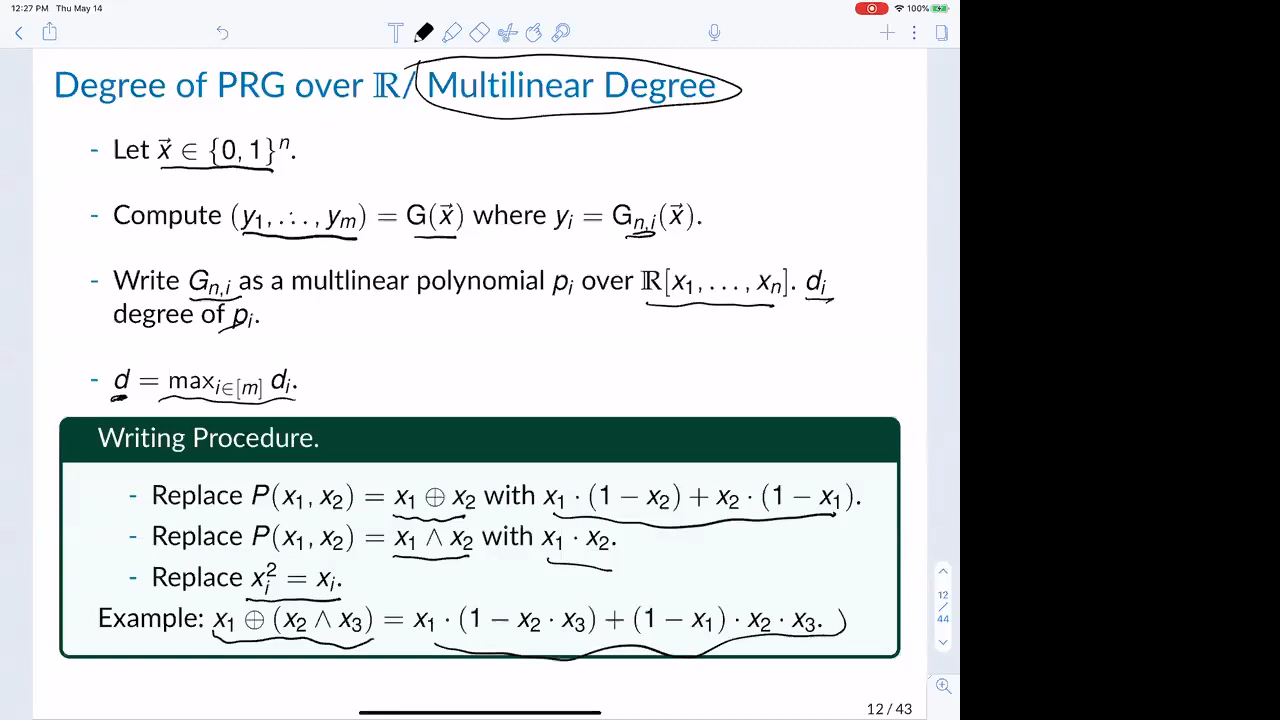 12:27 PM Thu May 14
100%
Degree of PRG over ℝ/ Multilinear Degree
- Let x⃗ ∈ {0, 1}ⁿ.
- Compute (y₁, . . . , yₘ) = G(x⃗) where yᵢ = Gₙ,ᵢ(x⃗).
- Write Gₙ,ᵢ as a multlinear polynomial pᵢ over ℝ[x₁, . . . , xₙ]. dᵢ
degree of pᵢ.
- d = maxᵢ∈[ₘ] dᵢ.
Writing Procedure.
- Replace P(x₁, x₂) = x₁ ⊕ x₂ with x₁ · (1 − x₂) + x₂ · (1 − x₁).
- Replace P(x₁, x₂) = x₁ ∧ x₂ with x₁ · x₂.
- Replace xᵢ² = xᵢ.
Example: x₁ ⊕ (x₂ ∧ x₃) = x₁ · (1 − x₂ · x₃) + (1 − x₁) · x₂ · x₃.
12
/
44
12 / 43